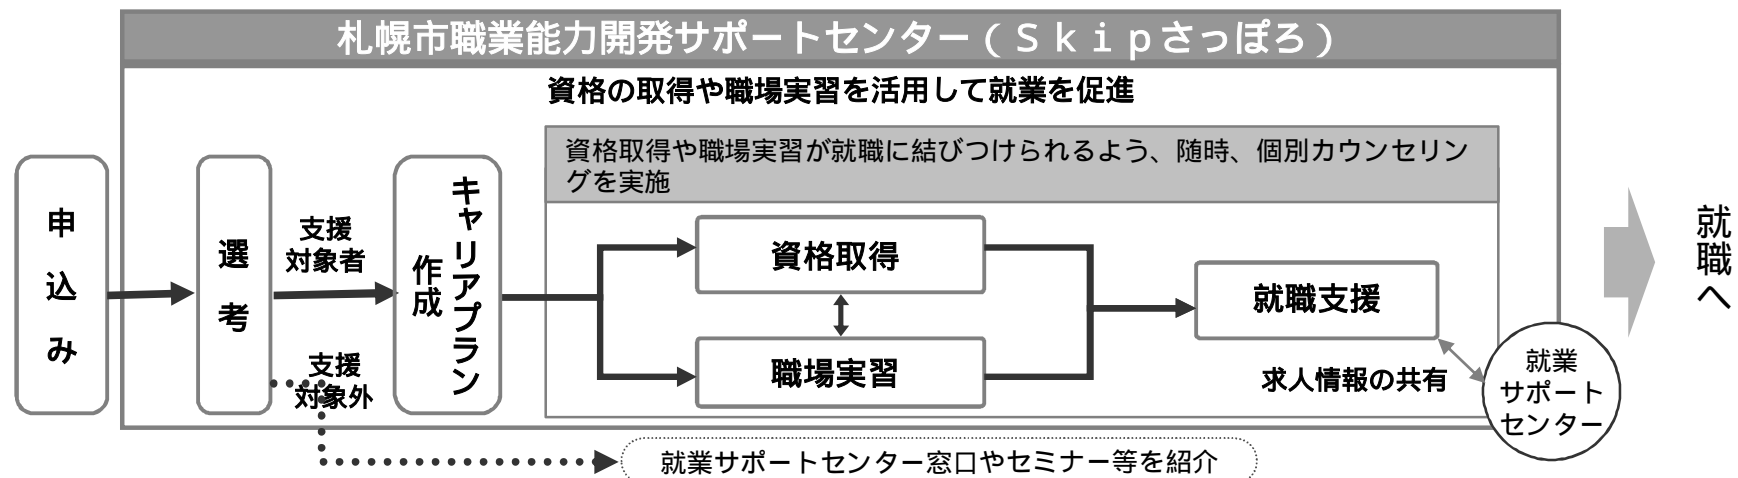 札幌市職業能力開発サポートセンター（Ｓｋｉｐさっぽろ）
資格の取得や職場実習を活用して就業を促進
資格取得や職場実習が就職に結びつけられるよう、随時、個別カウンセリン
グを実施
申込み
選考
支援
対象者
支援
対象外
キャリアプラン
作成
資格取得
職場実習
就職支援
求人情報の共有
就業
サポート
センター
就職へ
就業サポートセンター窓口やセミナー等を紹介